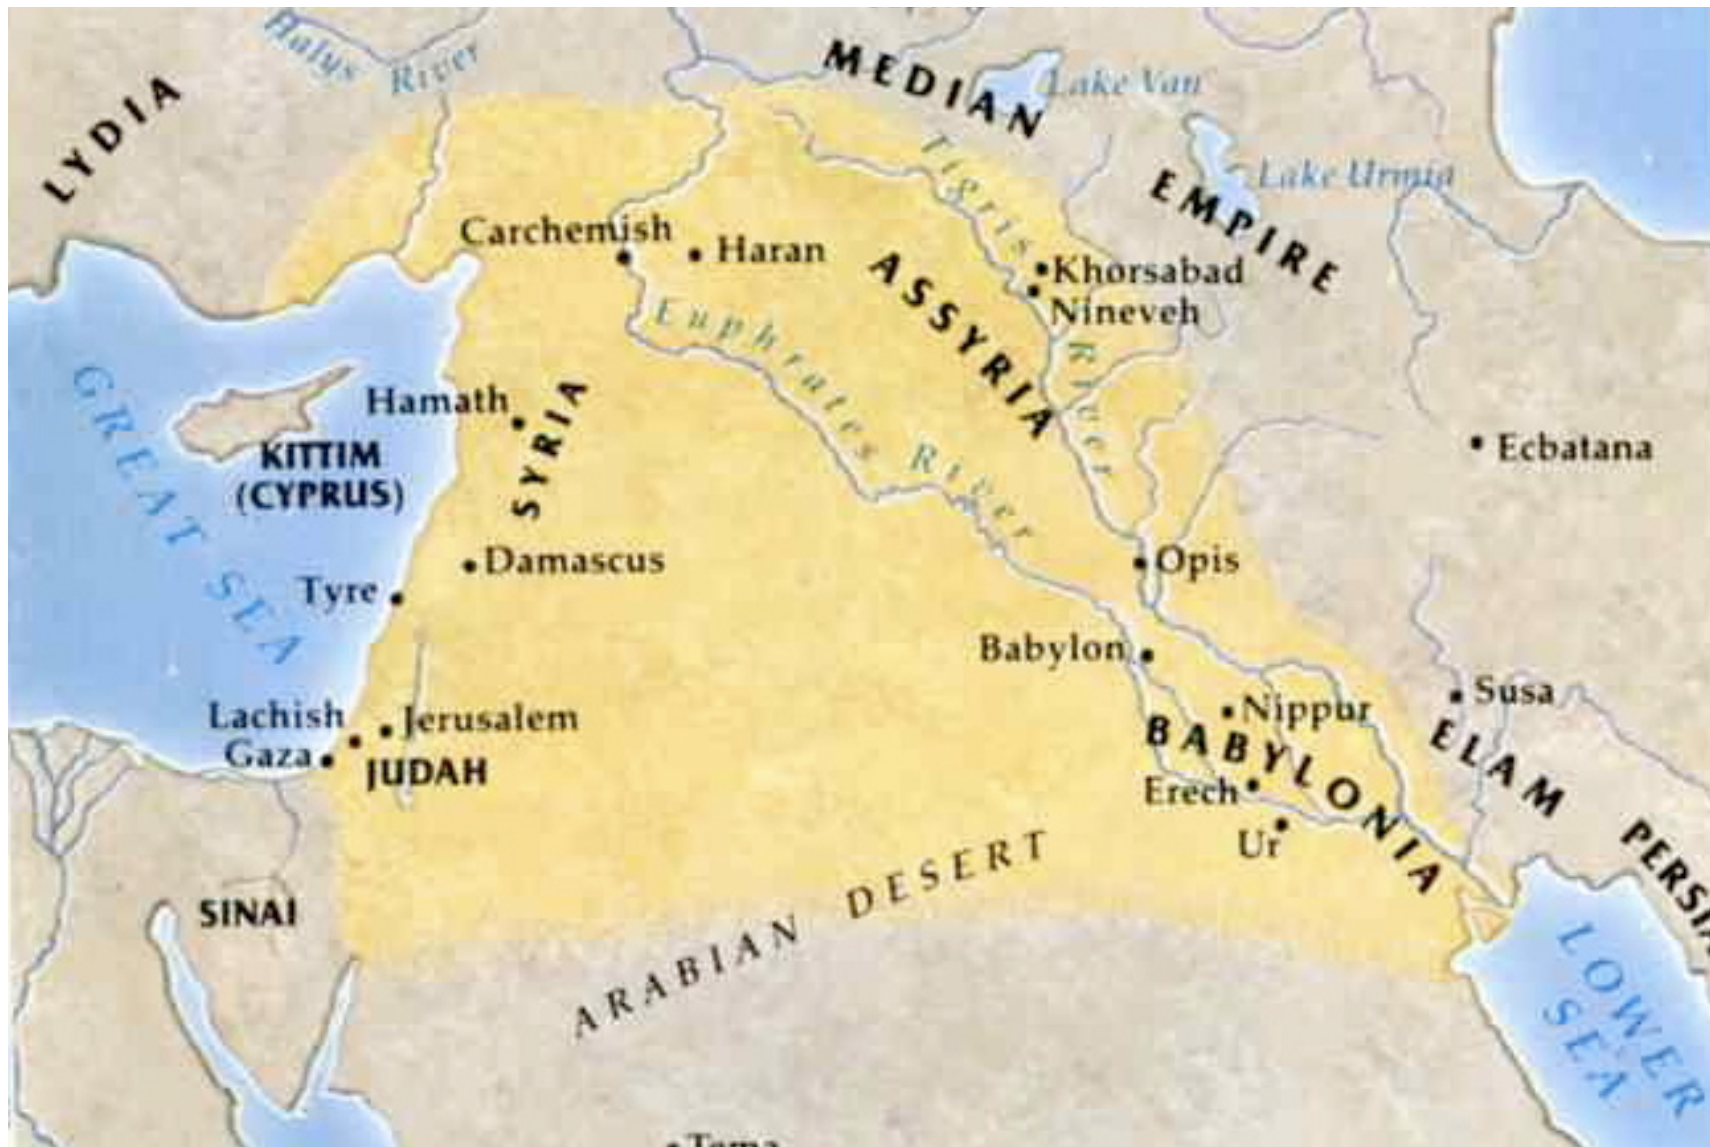 Halys River
MEDIAN
Lake Van
LYDIA
Tigris River
EMPIRE
Lake Urmia
Carchemish
Haran
ASSYRIA
Khorsabad
Nineveh
Euphrates River
GREAT SEA
Hamath
SYRIA
KITTIM
(CYPRUS)
Ecbatana
Damascus
Opis
Tyre
Babylon
Susa
Lachish
Jerusalem
Nippur
BABYLONIA
ELAM
Gaza
JUDAH
Erech
Ur
PERSIA
ARABIAN DESERT
SINAI
LOWER
SEA